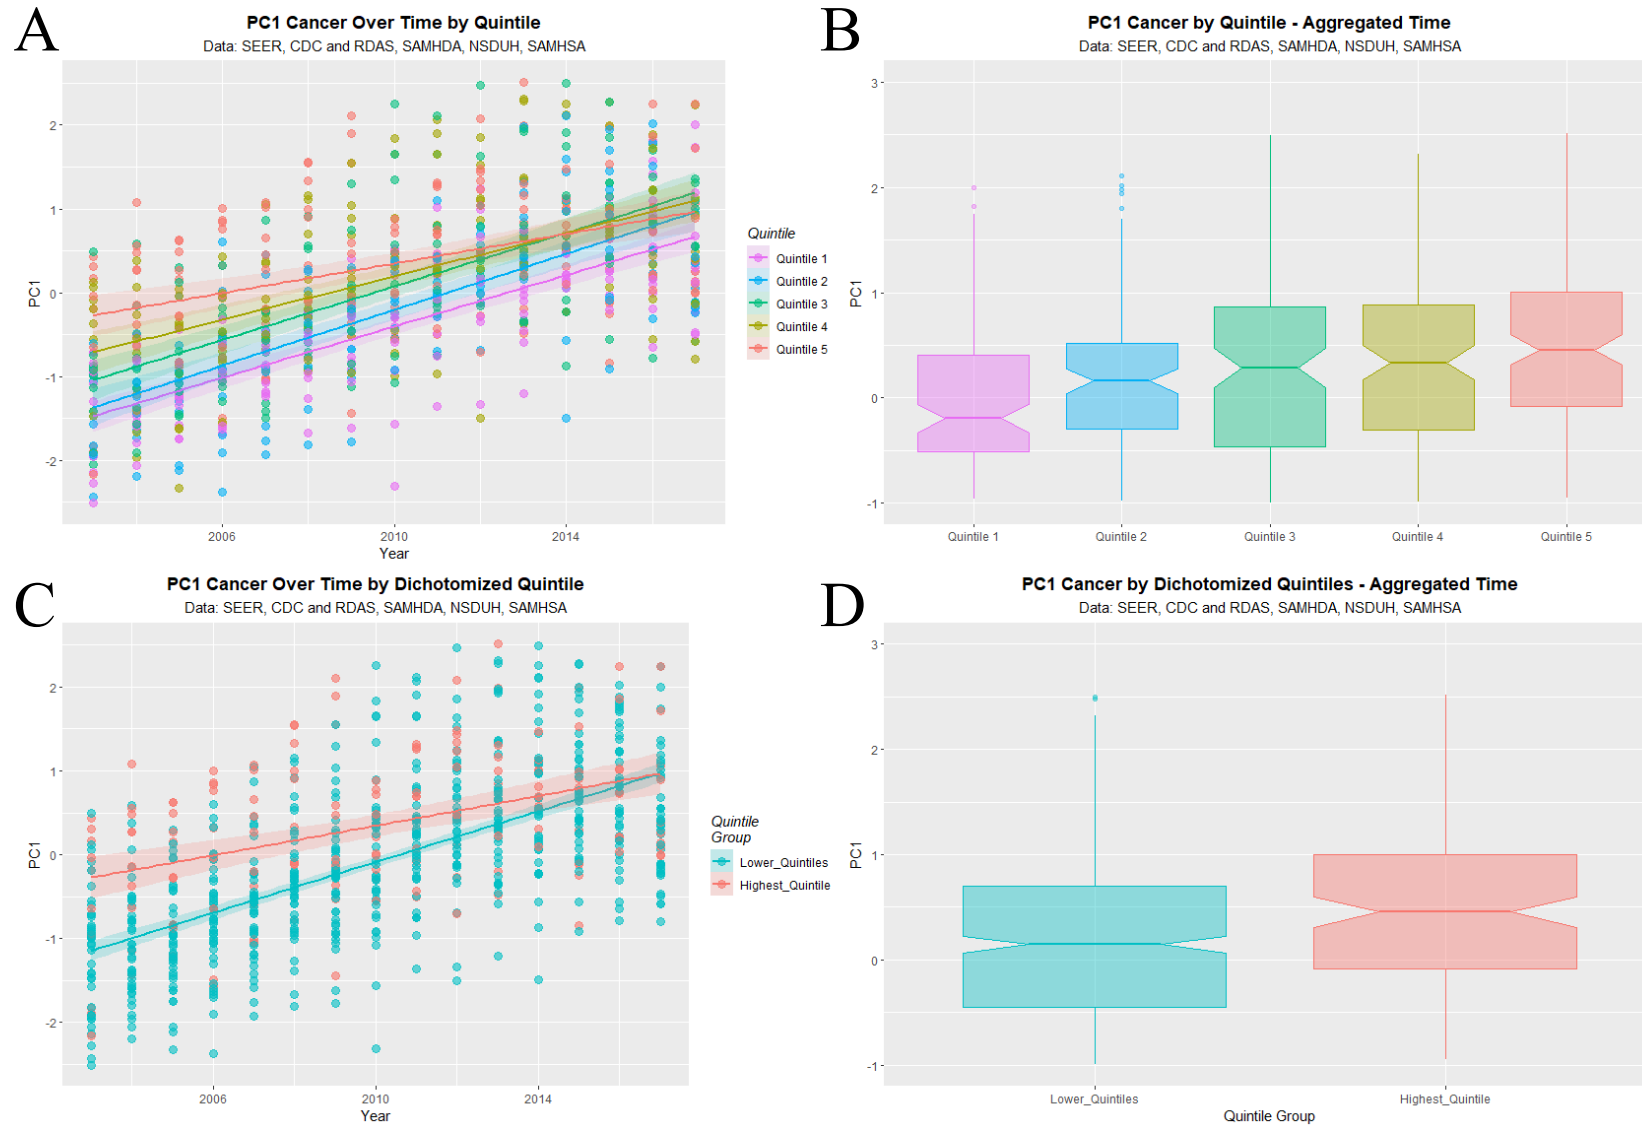 A
PC1 Cancer Over Time by Quintile
Data: SEER, CDC and RDAS, SAMHDA, NSDUH, SAMHSA
PC1
2
1
0
-1
-2
2006
2010
2014
Year
Quintile
Quintile 1
Quintile 2
Quintile 3
Quintile 4
Quintile 5
B
PC1 Cancer by Quintile - Aggregated Time
Data: SEER, CDC and RDAS, SAMHDA, NSDUH, SAMHSA
PC1
3
2
1
0
-1
Quintile 1
Quintile 2
Quintile 3
Quintile 4
Quintile 5
C
PC1 Cancer Over Time by Dichotomized Quintile
Data: SEER, CDC and RDAS, SAMHDA, NSDUH, SAMHSA
PC1
2
1
0
-1
-2
2006
2010
2014
Year
Quintile
Group
Lower_Quintiles
Highest_Quintile
D
PC1 Cancer by Dichotomized Quintiles - Aggregated Time
Data: SEER, CDC and RDAS, SAMHDA, NSDUH, SAMHSA
PC1
3
2
1
0
-1
Lower_Quintiles
Highest_Quintile
Quintile Group